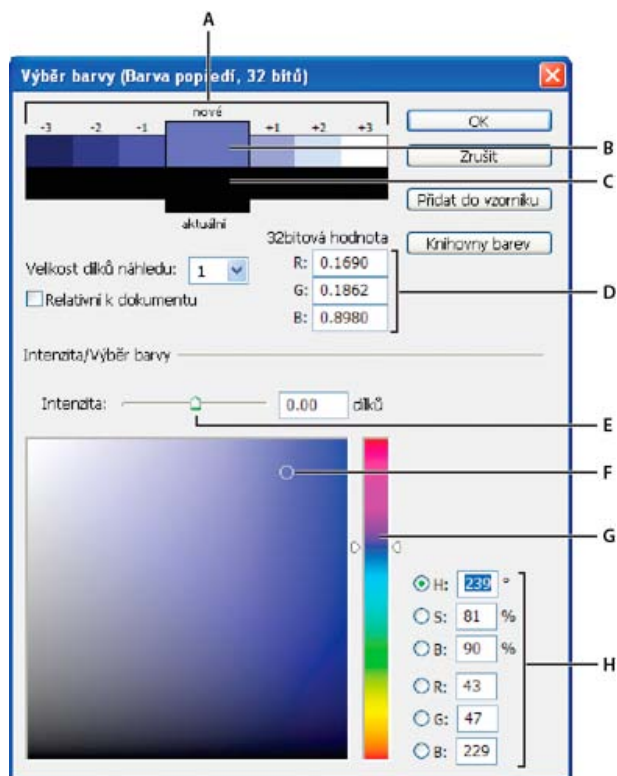 A
Výběr barvy (Barva popředí, 32 bitů)
nové
-3 -2 -1 +1 +2 +3
OK
B
Zrušit
C
Přidat do vzorníku
aktuální
32bitová hodnota
Knihovny barev
Velikost dílků náhledu: 1
R: 0.1690
D
Relativní k dokumentu
G: 0.1862
B: 0.8980
Intenzita/Výběr barvy
Intenzita: 0.00 dílků
E
F
G
H: 239 °
S: 81 %
B: 90 %
H
R: 43
G: 47
B: 229